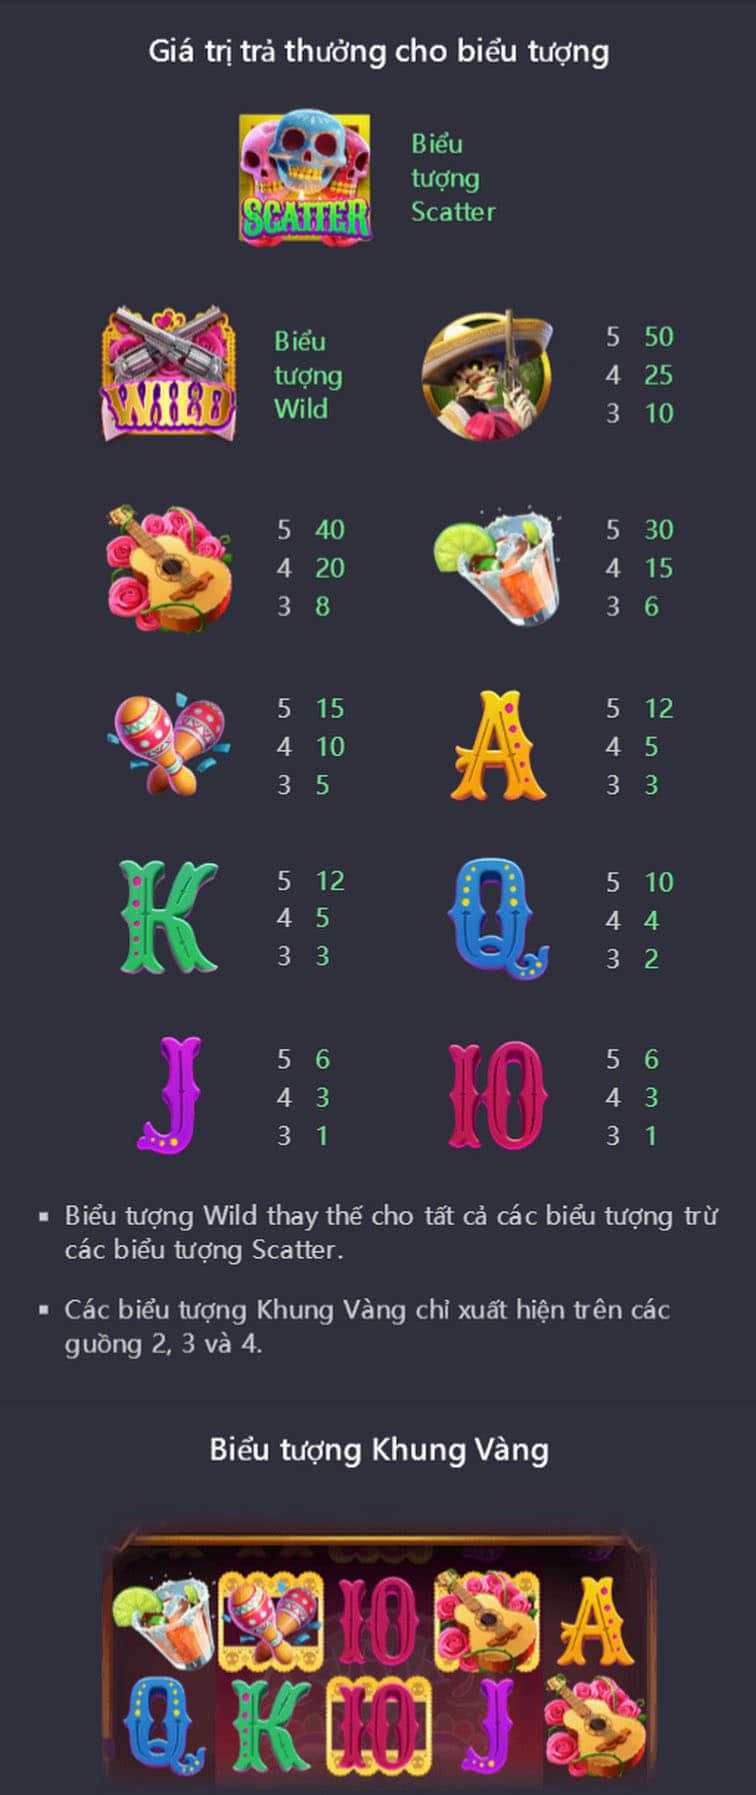 Giá trị trả thưởng cho biểu tượng
SCATTER
Biểu
tượng
Scatter
WILD
Biểu
tượng
Wild
5 50
4 25
3 10
5 40
4 20
3 8
5 30
4 15
3 6
5 15
4 10
3 5
A
5 12
4 5
3 3
K
5 12
4 5
3 3
Q
5 10
4 4
3 2
J
5 6
4 3
3 1
10
5 6
4 3
3 1
▪ Biểu tượng Wild thay thế cho tất cả các biểu tượng trừ
các biểu tượng Scatter.
▪ Các biểu tượng Khung Vàng chỉ xuất hiện trên các
guồng 2, 3 và 4.
Biểu tượng Khung Vàng
10 A
Q K 10 J